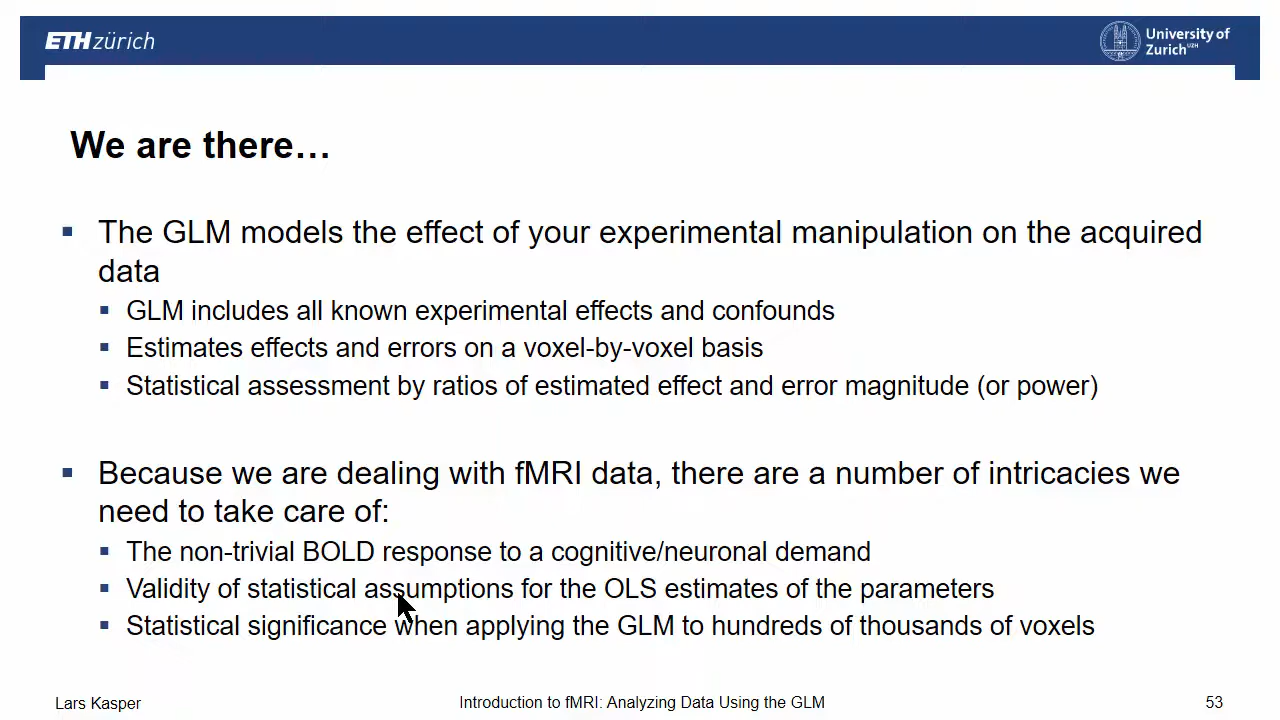 ETH zürich
University of
Zurich UZH
We are there…
▪ The GLM models the effect of your experimental manipulation on the acquired
data
▪ GLM includes all known experimental effects and confounds
▪ Estimates effects and errors on a voxel-by-voxel basis
▪ Statistical assessment by ratios of estimated effect and error magnitude (or power)
▪ Because we are dealing with fMRI data, there are a number of intricacies we
need to take care of:
▪ The non-trivial BOLD response to a cognitive/neuronal demand
▪ Validity of statistical assumptions for the OLS estimates of the parameters
▪ Statistical significance when applying the GLM to hundreds of thousands of voxels
Lars Kasper
Introduction to fMRI: Analyzing Data Using the GLM
53